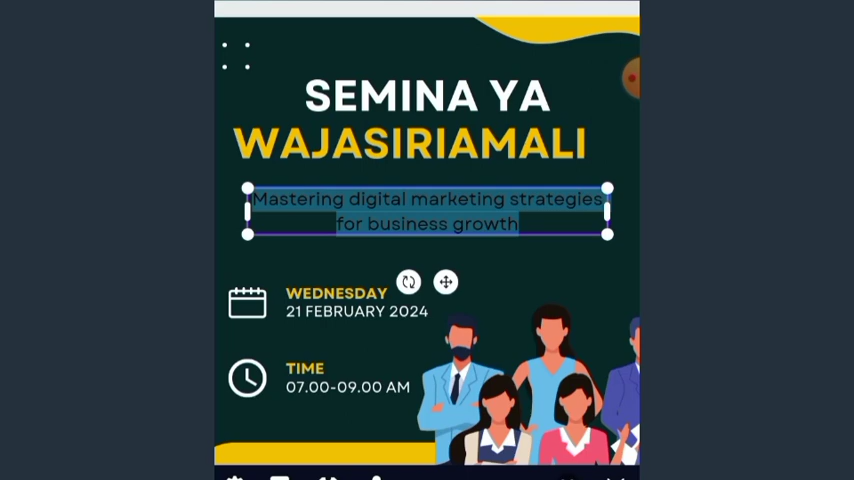 SEMINA YA
WAJASIRIAMALI
Mastering digital marketing strategies
for business growth
WEDNESDAY
21 FEBRUARY 2024
TIME
07.00-09.00 AM